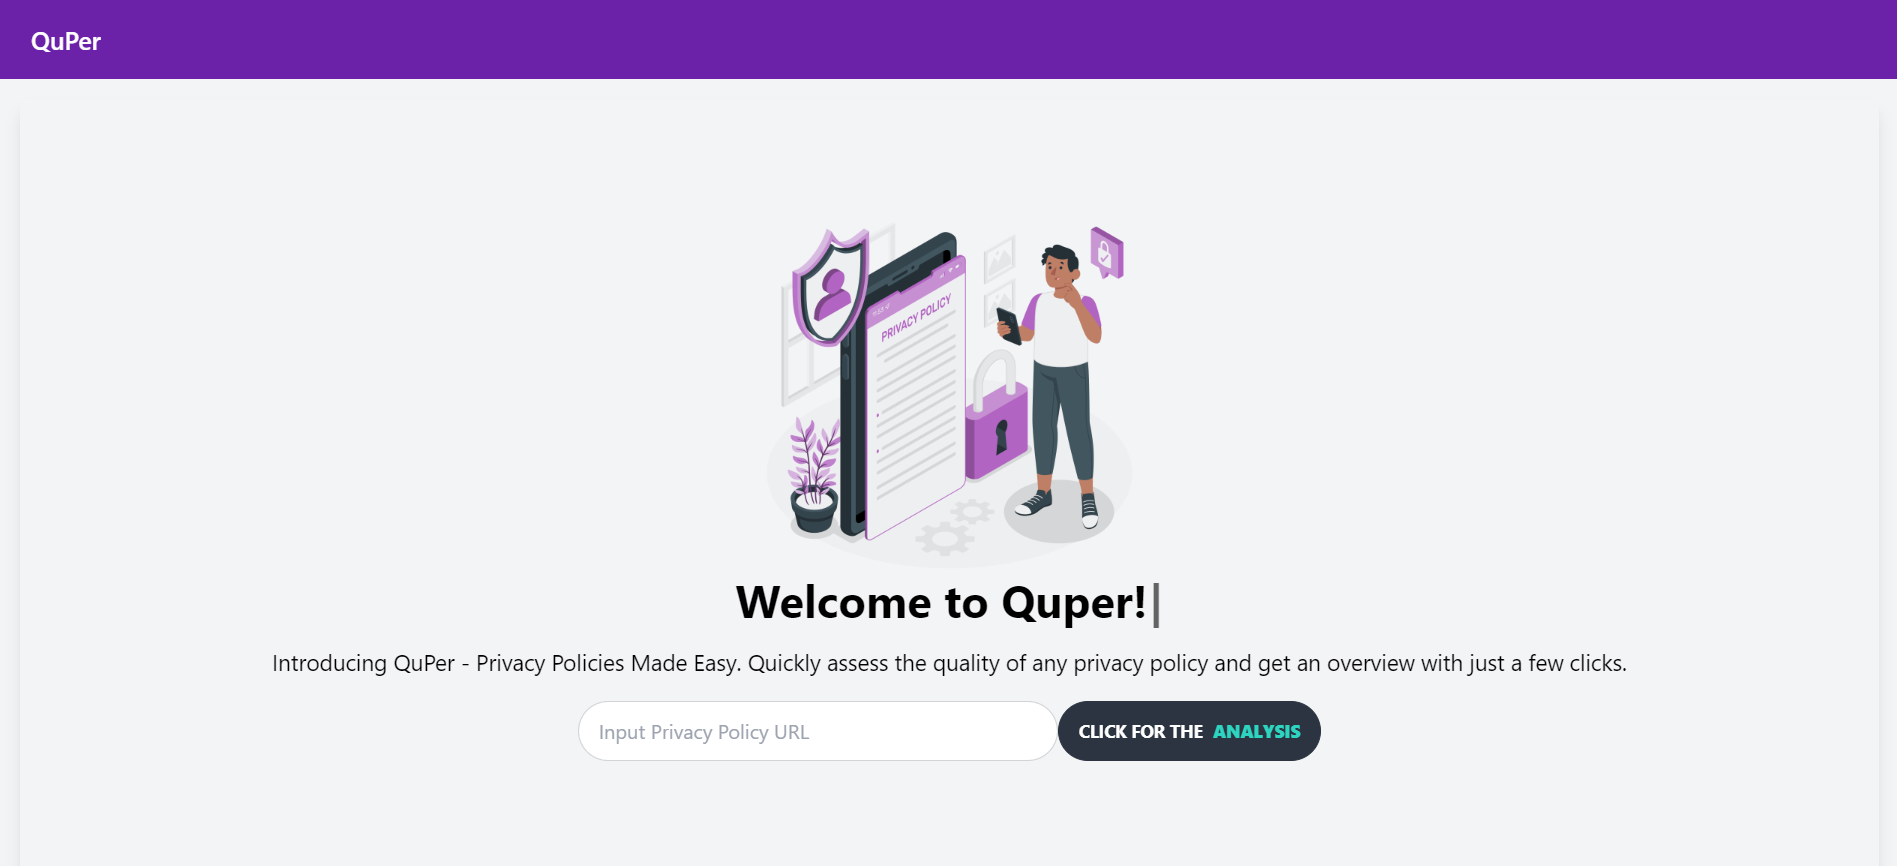 QuPer
PRIVACY POLICY
Welcome to Quper!
Introducing QuPer - Privacy Policies Made Easy. Quickly assess the quality of any privacy policy and get an overview with just a few clicks.
Input Privacy Policy URL
CLICK FOR THE ANALYSIS